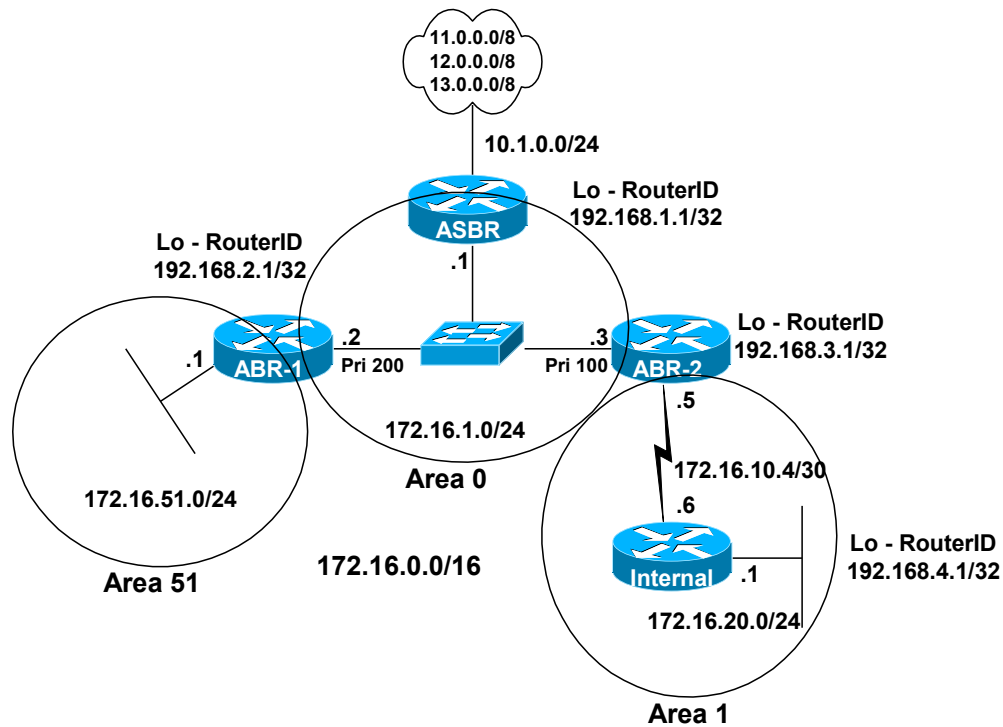 11.0.0.0/8
12.0.0.0/8
13.0.0.0/8
10.1.0.0/24
Lo - RouterID
192.168.1.1/32
ASBR
.1
Lo - RouterID
192.168.2.1/32
.1
ABR-1
.2
Pri 200
.3
Pri 100
ABR-2
Lo - RouterID
192.168.3.1/32
.5
172.16.1.0/24
Area 0
172.16.10.4/30
.6
172.16.51.0/24
Area 51
172.16.0.0/16
Internal
.1
Lo - RouterID
192.168.4.1/32
172.16.20.0/24
Area 1